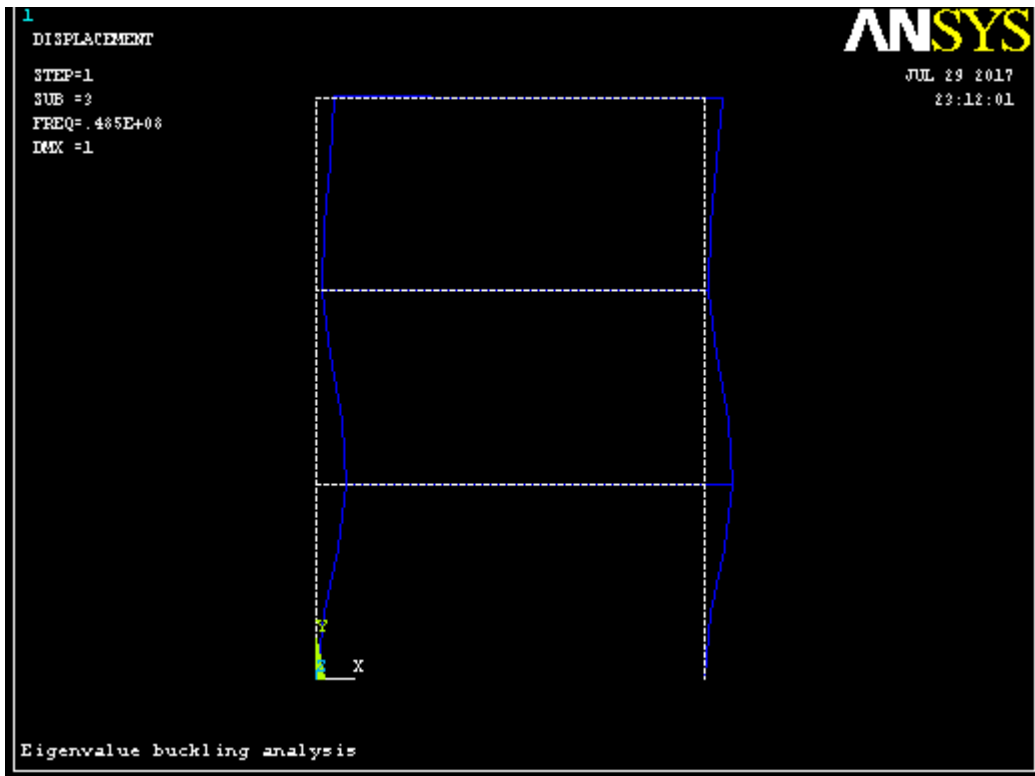 1
DISPLACEMENT
STEP=1
SUB =3
FREQ=.485E+08
DMX =1
ANSYS
JUL 29 2017
23:12:01
Y
Z X
Eigenvalue buckling analysis